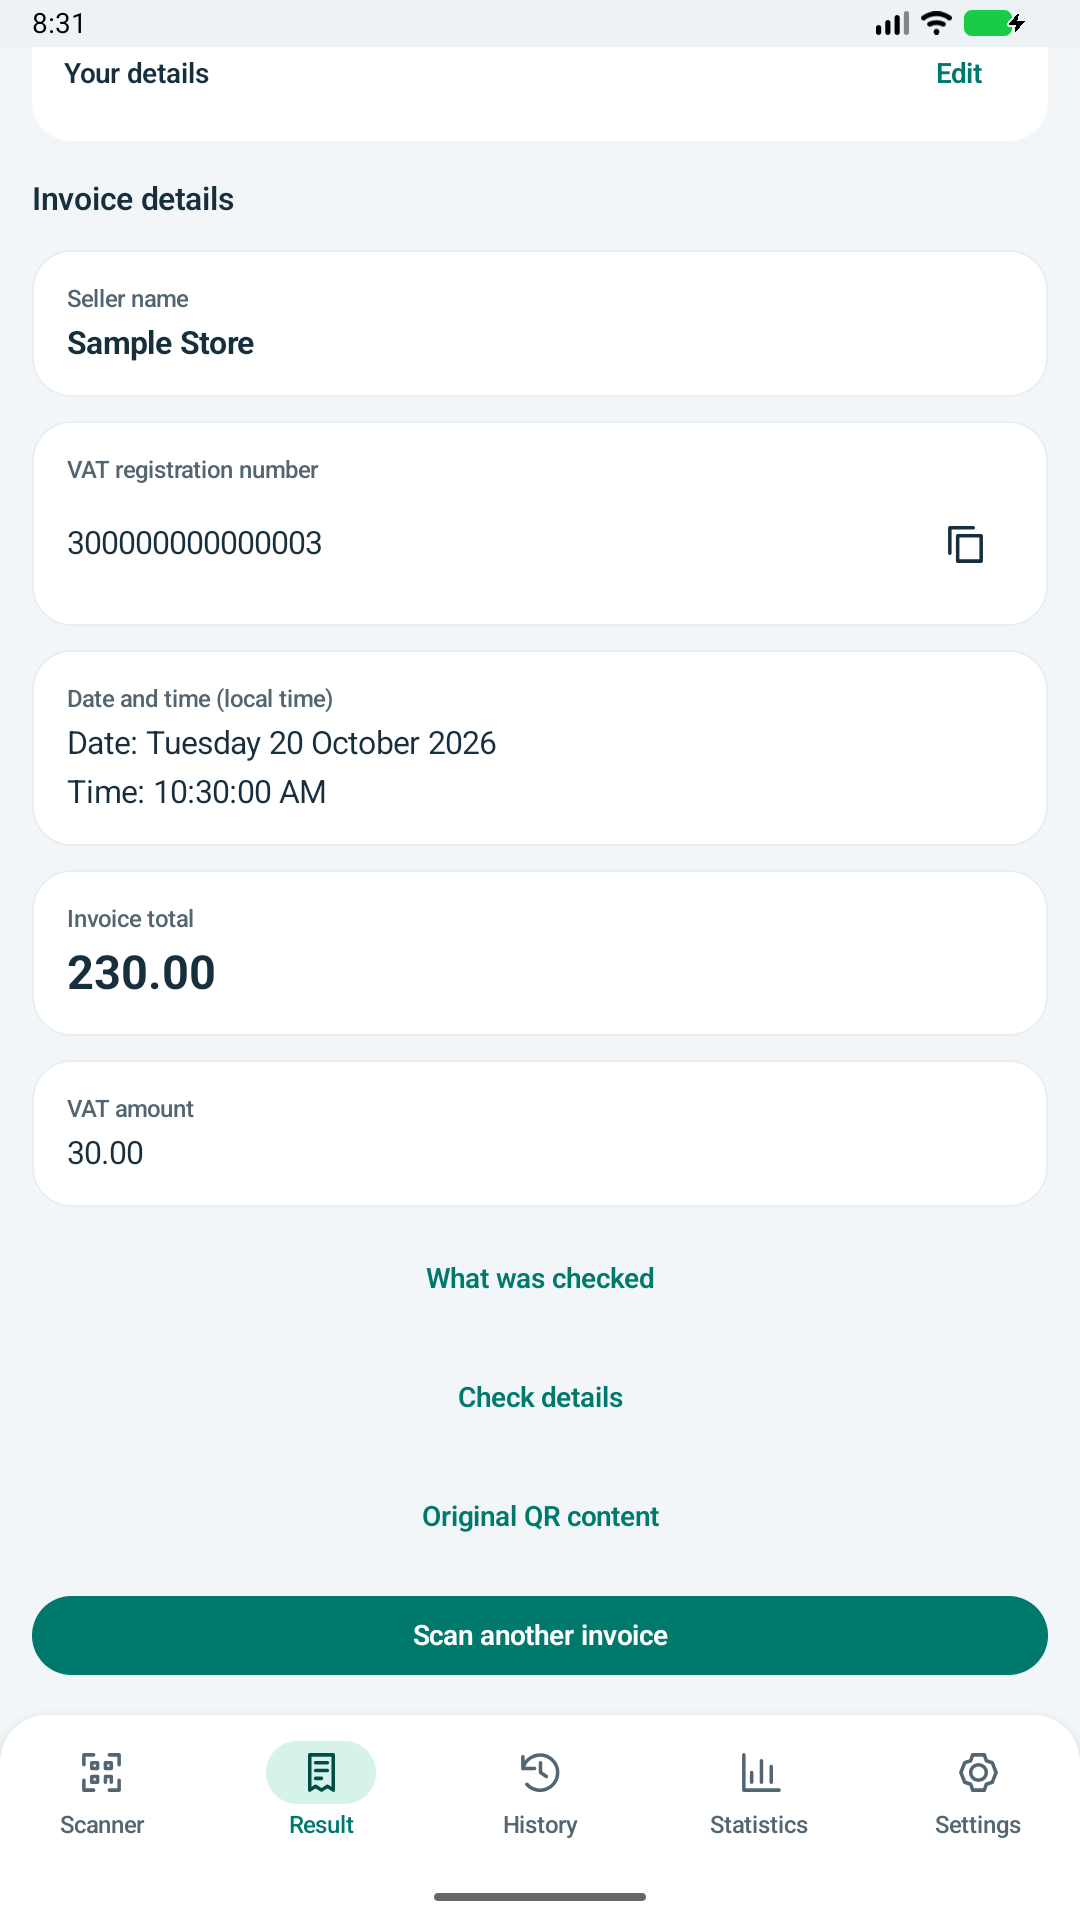 8:31
Your details
Edit
Invoice details
Seller name
Sample Store
VAT registration number
300000000000003
Date and time (local time)
Date: Tuesday 20 October 2026
Time: 10:30:00 AM
Invoice total
230.00
VAT amount
30.00
What was checked
Check details
Original QR content
Scan another invoice
Scanner
Result
History
Statistics
Settings